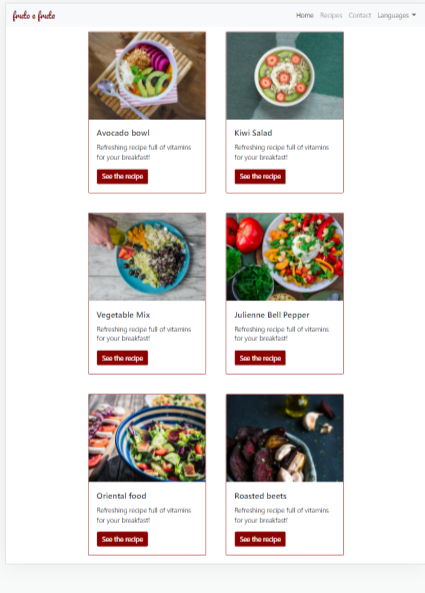 fruto e fruto
Home Recipes Contact Languages
Avocado bowl
Refreshing recipe full of vitamins
for your breakfast!
See the recipe
Kiwi Salad
Refreshing recipe full of vitamins
for your breakfast!
See the recipe
Vegetable Mix
Refreshing recipe full of vitamins
for your breakfast!
See the recipe
Julienne Bell Pepper
Refreshing recipe full of vitamins
for your breakfast!
See the recipe
Oriental food
Refreshing recipe full of vitamins
for your breakfast!
See the recipe
Roasted beets
Refreshing recipe full of vitamins
for your breakfast!
See the recipe